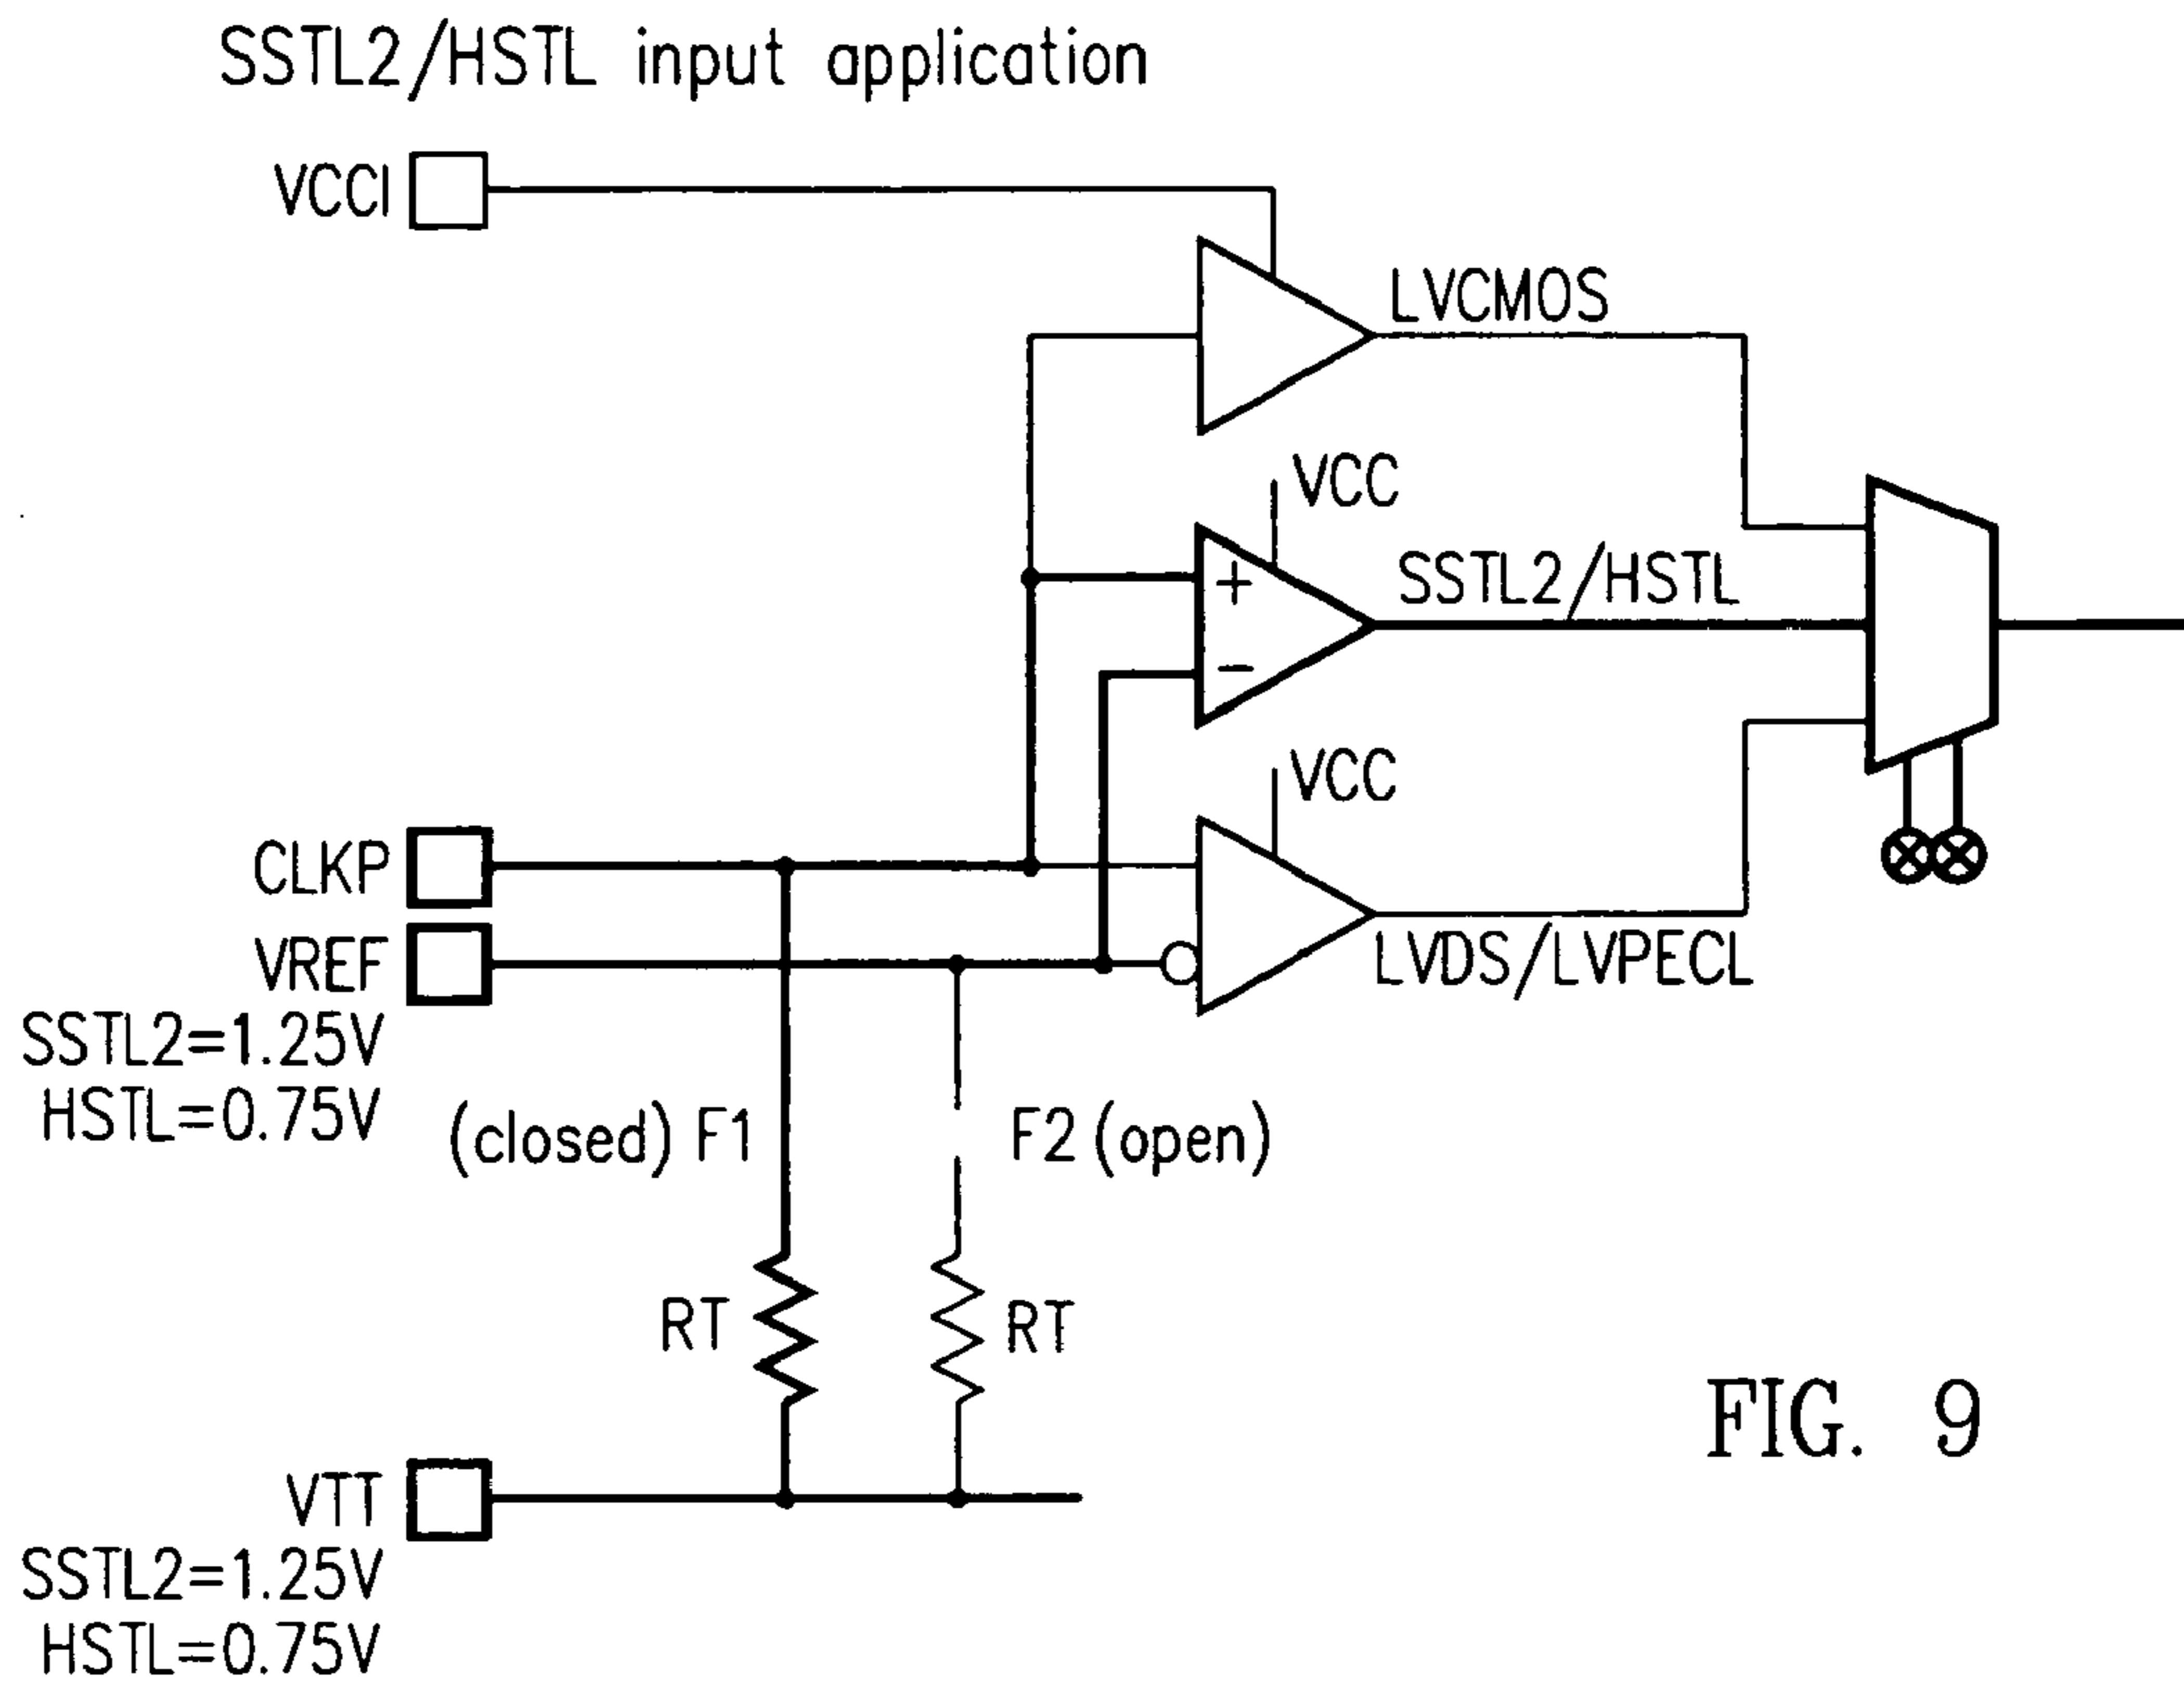 SSTL2/HSTL input application
VCCI
LVCMOS
VCC
+
SSTL2/HSTL
−
VCC
CLKP
VREF
LVDS/LVPECL
SSTL2=1.25V
HSTL=0.75V
(closed) F1
F2 (open)
RT
RT
FIG. 9
VTT
SSTL2=1.25V
HSTL=0.75V